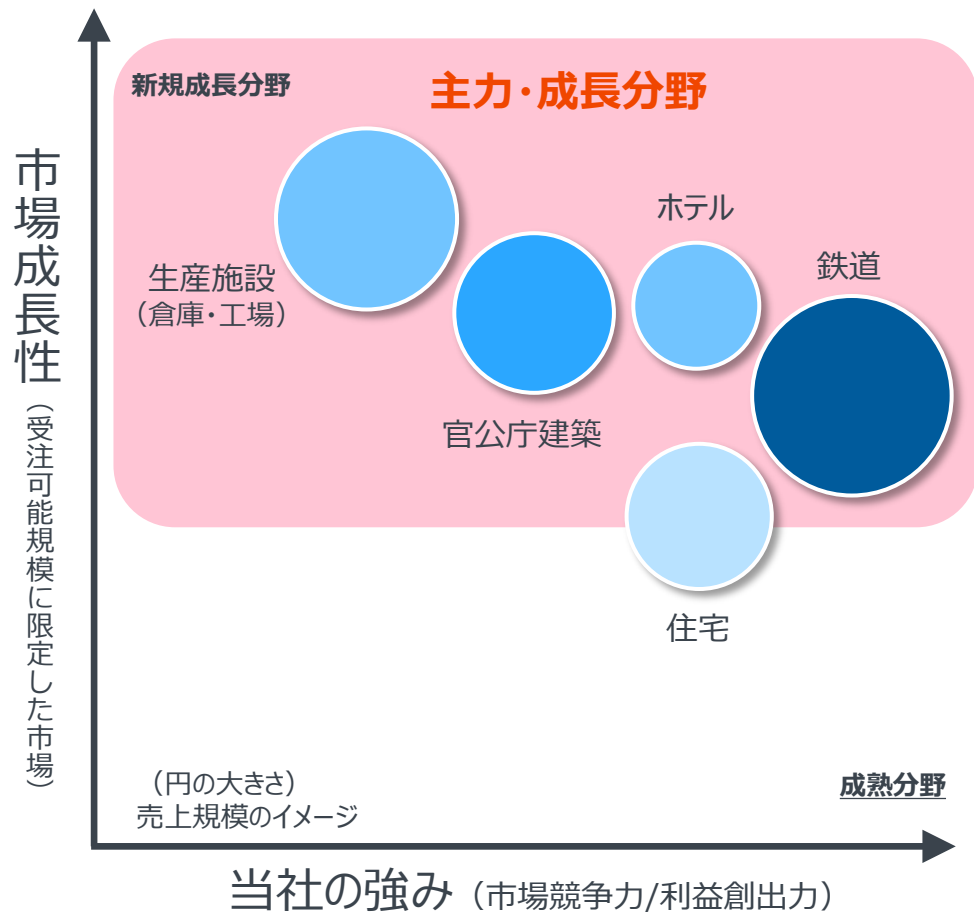 新規成長分野
主力・成長分野
市場成長性
（受注可能規模に限定した市場）
ホテル
鉄道
生産施設
（倉庫・工場）
官公庁建築
住宅
（円の大きさ）
売上規模のイメージ
成熟分野
当社の強み（市場競争力/利益創出力）